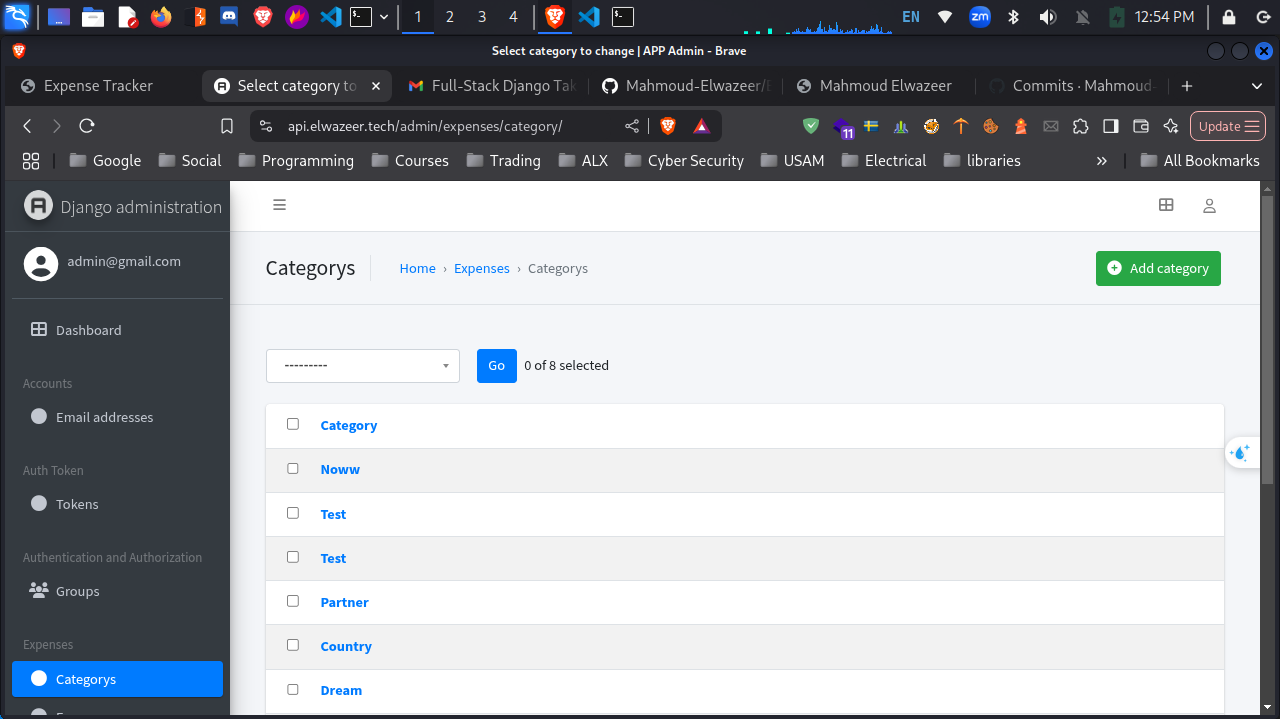 1 2 3 4 EN zm 12:54 PM
Select category to change | APP Admin - Brave
Expense Tracker Select category to Full-Stack Django Tak Mahmoud-Elwazeer/E Mahmoud Elwazeer Commits · Mahmoud-
api.elwazeer.tech/admin/expenses/category/ 11 Update
Google Social Programming Courses Trading ALX Cyber Security USAM Electrical libraries » All Bookmarks
Django administration
admin@gmail.com
Dashboard
Accounts
Email addresses
Auth Token
Tokens
Authentication and Authorization
Groups
Expenses
Categorys
Categorys
Home › Expenses › Categorys
Add category
---------
Go
0 of 8 selected
Category
Noww
Test
Test
Partner
Country
Dream